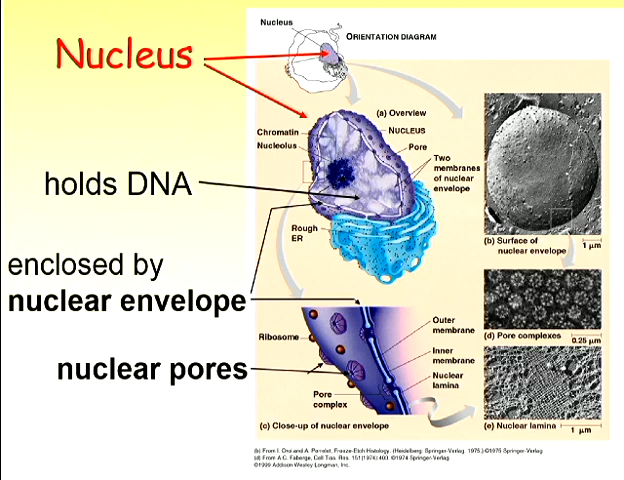 Nucleus
ORIENTATION DIAGRAM
Nucleus
(a) Overview
Chromatin
NUCLEUS
Nucleolus
Pore
Two
membranes
of nuclear
envelope
holds DNA
Rough
ER
(b) Surface of
nuclear envelope
1 µm
enclosed by
nuclear envelope
Outer
membrane
Ribosome
Inner
membrane
(d) Pore complexes
0.25 µm
nuclear pores
Nuclear
lamina
Pore
complex
(c) Close-up of nuclear envelope
(e) Nuclear lamina
1 µm
(b) From L. Orci and A. Perrelet, Freeze-Etch Histology. (Heidelberg: Springer-Verlag, 1975.) ©1975 Springer-Verlag
(d) From A.C. Faberge, Cell Tiss. Res. 151(1974):403. ©1974 Springer-Verlag
©1999 Addison Wesley Longman, Inc.